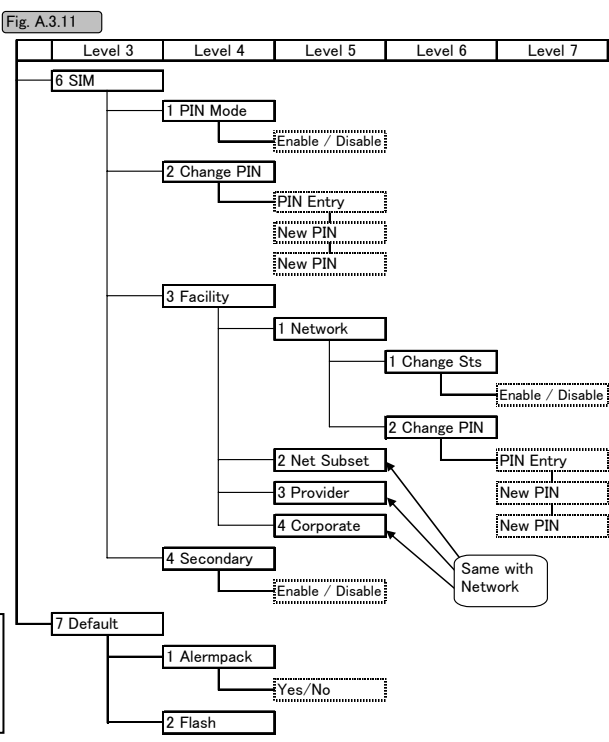 Fig. A.3.11
Level 3 Level 4 Level 5 Level 6 Level 7
6 SIM
1 PIN Mode
Enable / Disable
2 Change PIN
PIN Entry
New PIN
New PIN
3 Facility
1 Network
1 Change Sts
Enable / Disable
2 Change PIN
2 Net Subset
PIN Entry
3 Provider
New PIN
4 Corporate
New PIN
4 Secondary
Same with
Network
Enable / Disable
7 Default
1 Alermpack
Yes/No
2 Flash